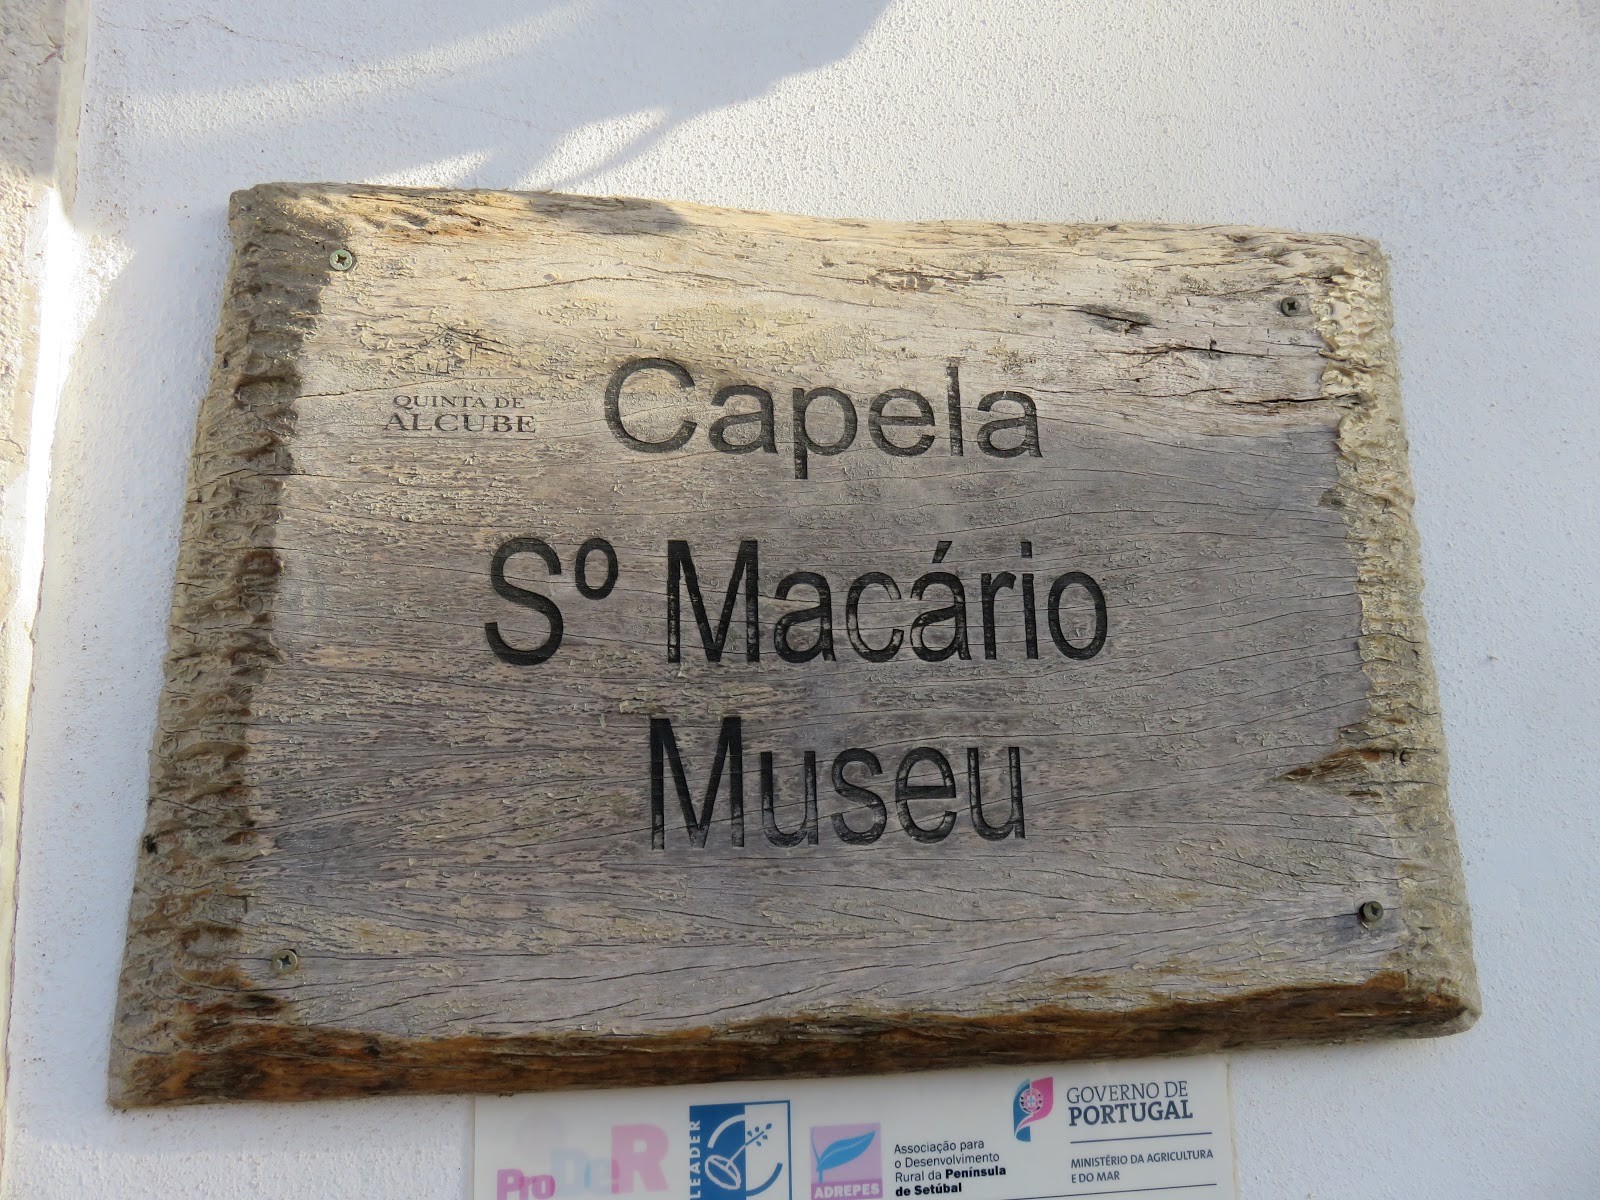 QUINTA DE
ALCUBE
Capela
Sº Macário
Museu
ProDeR
LEADER
ADREPES
Associação para
o Desenvolvimento
Rural da Península
de Setúbal
GOVERNO DE
PORTUGAL
MINISTÉRIO DA AGRICULTURA
E DO MAR